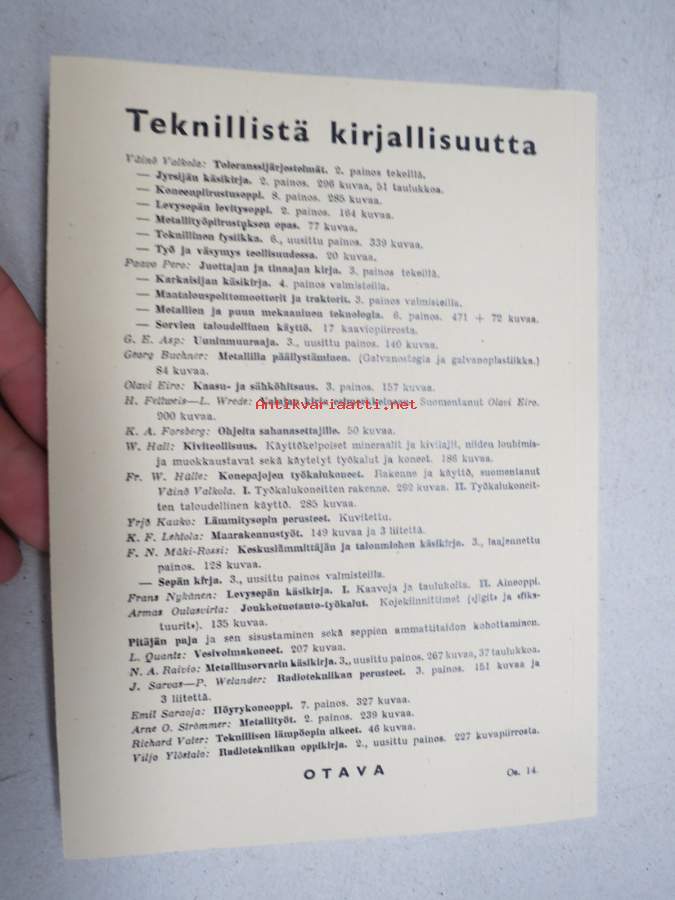 Teknillistä kirjallisuutta
Väinö Valkola: Toleranssijärjestelmät. 2. painos tekeillä.
— Jyrsijän käsikirja. 2. painos. 296 kuvaa, 51 taulukkoa.
— Koneenpiirustusoppi. 8. painos. 285 kuvaa.
— Levysepän levitysoppi. 2. painos. 164 kuvaa.
— Metallityöpiirustuksen opas. 77 kuvaa.
— Teknillinen fysiikka. 6., uusittu painos. 339 kuvaa.
— Työ ja väsymys teollisuudessa. 20 kuvaa.
Paavo Pero: Juottajan ja tinaajan kirja. 3. painos tekeillä.
— Karkaisijan käsikirja. 4. painos valmisteilla.
— Maatalouspolttomoottorit ja traktorit. 3. painos valmisteilla.
— Metallien ja puun mekaaninen teknologia. 6. painos. 471 + 72 kuvaa.
— Sorvien taloudellinen käyttö. 17 kaaviopiirrosta.
G. E. Asp: Uuninmuuraaja. 3., uusittu painos. 140 kuvaa.
Georg Buchner: Metallilla päällystäminen. (Galvanostegia ja galvanoplastiikka.)
84 kuvaa.
Olavi Eiro: Kaasu- ja sähköhitsaus. 3. painos. 157 kuvaa.
H. Fellweis—L. Wrede: kirja Suomentanut Olavi Eiro.
900 kuvaa.
Antikvariaatti.net
K. A. Forsberg: Ohjeita sahanasettajille. 50 kuvaa.
W. Hall: Kiviteollisuus. Käyttökelpoiset mineraalit ja kivilajit, niiden louhimis-
ja muokkaustavat sekä käytetyt työkalut ja koneet. 186 kuvaa.
Fr. W. Hülle: Konepajojen työkalukoneet. Rakenne ja käyttö, suomentanut
Väinö Valkola. I. Työkalukoneitten rakenne. 292 kuvaa. II. Työkalukoneit-
ten taloudellinen käyttö. 285 kuvaa.
Yrjö Kauko: Lämmitysopin perusteet. Kuvitettu.
K. F. Lehtola: Maarakennustyöt. 149 kuvaa ja 3 liitettä.
F. N. Mäki-Rossi: Keskuslämmittäjän ja talonmiehen käsikirja. 3., laajennettu
painos. 128 kuvaa.
— Sepän kirja. 3., uusittu painos valmisteilla.
Frans Nykänen: Levysepän käsikirja. I. Kaavoja ja taulukoita. II. Aineoppi.
Armas Oulasvirta: Joukkotuotanto-työkalut. Kojekiinnittimet (»jigit» ja »fiks-
tuurit»). 135 kuvaa.
Pitäjän paja ja sen sisustaminen sekä seppien ammattitaidon kohottaminen.
L. Quantz: Vesivoimakoneet. 207 kuvaa.
N. A. Raivio: Metallinsorvarin käsikirja. 3., uusittu painos. 267 kuvaa, 37 taulukkoa.
J. Sarvas—P. Welander: Radiotekniikan perusteet. 3. painos. 151 kuvaa ja
3 liitettä.
Emil Saraoja: Höyrykoneoppi. 7. painos. 327 kuvaa.
Arne O. Strömmer: Metallityöt. 2. painos. 239 kuvaa.
Richard Vater: Teknillisen lämpöopin alkeet. 46 kuvaa.
Viljo Ylöstalo: Radiotekniikan oppikirja. 2., uusittu painos. 227 kuvapiirrosta.
OTAVA
Os. 14.